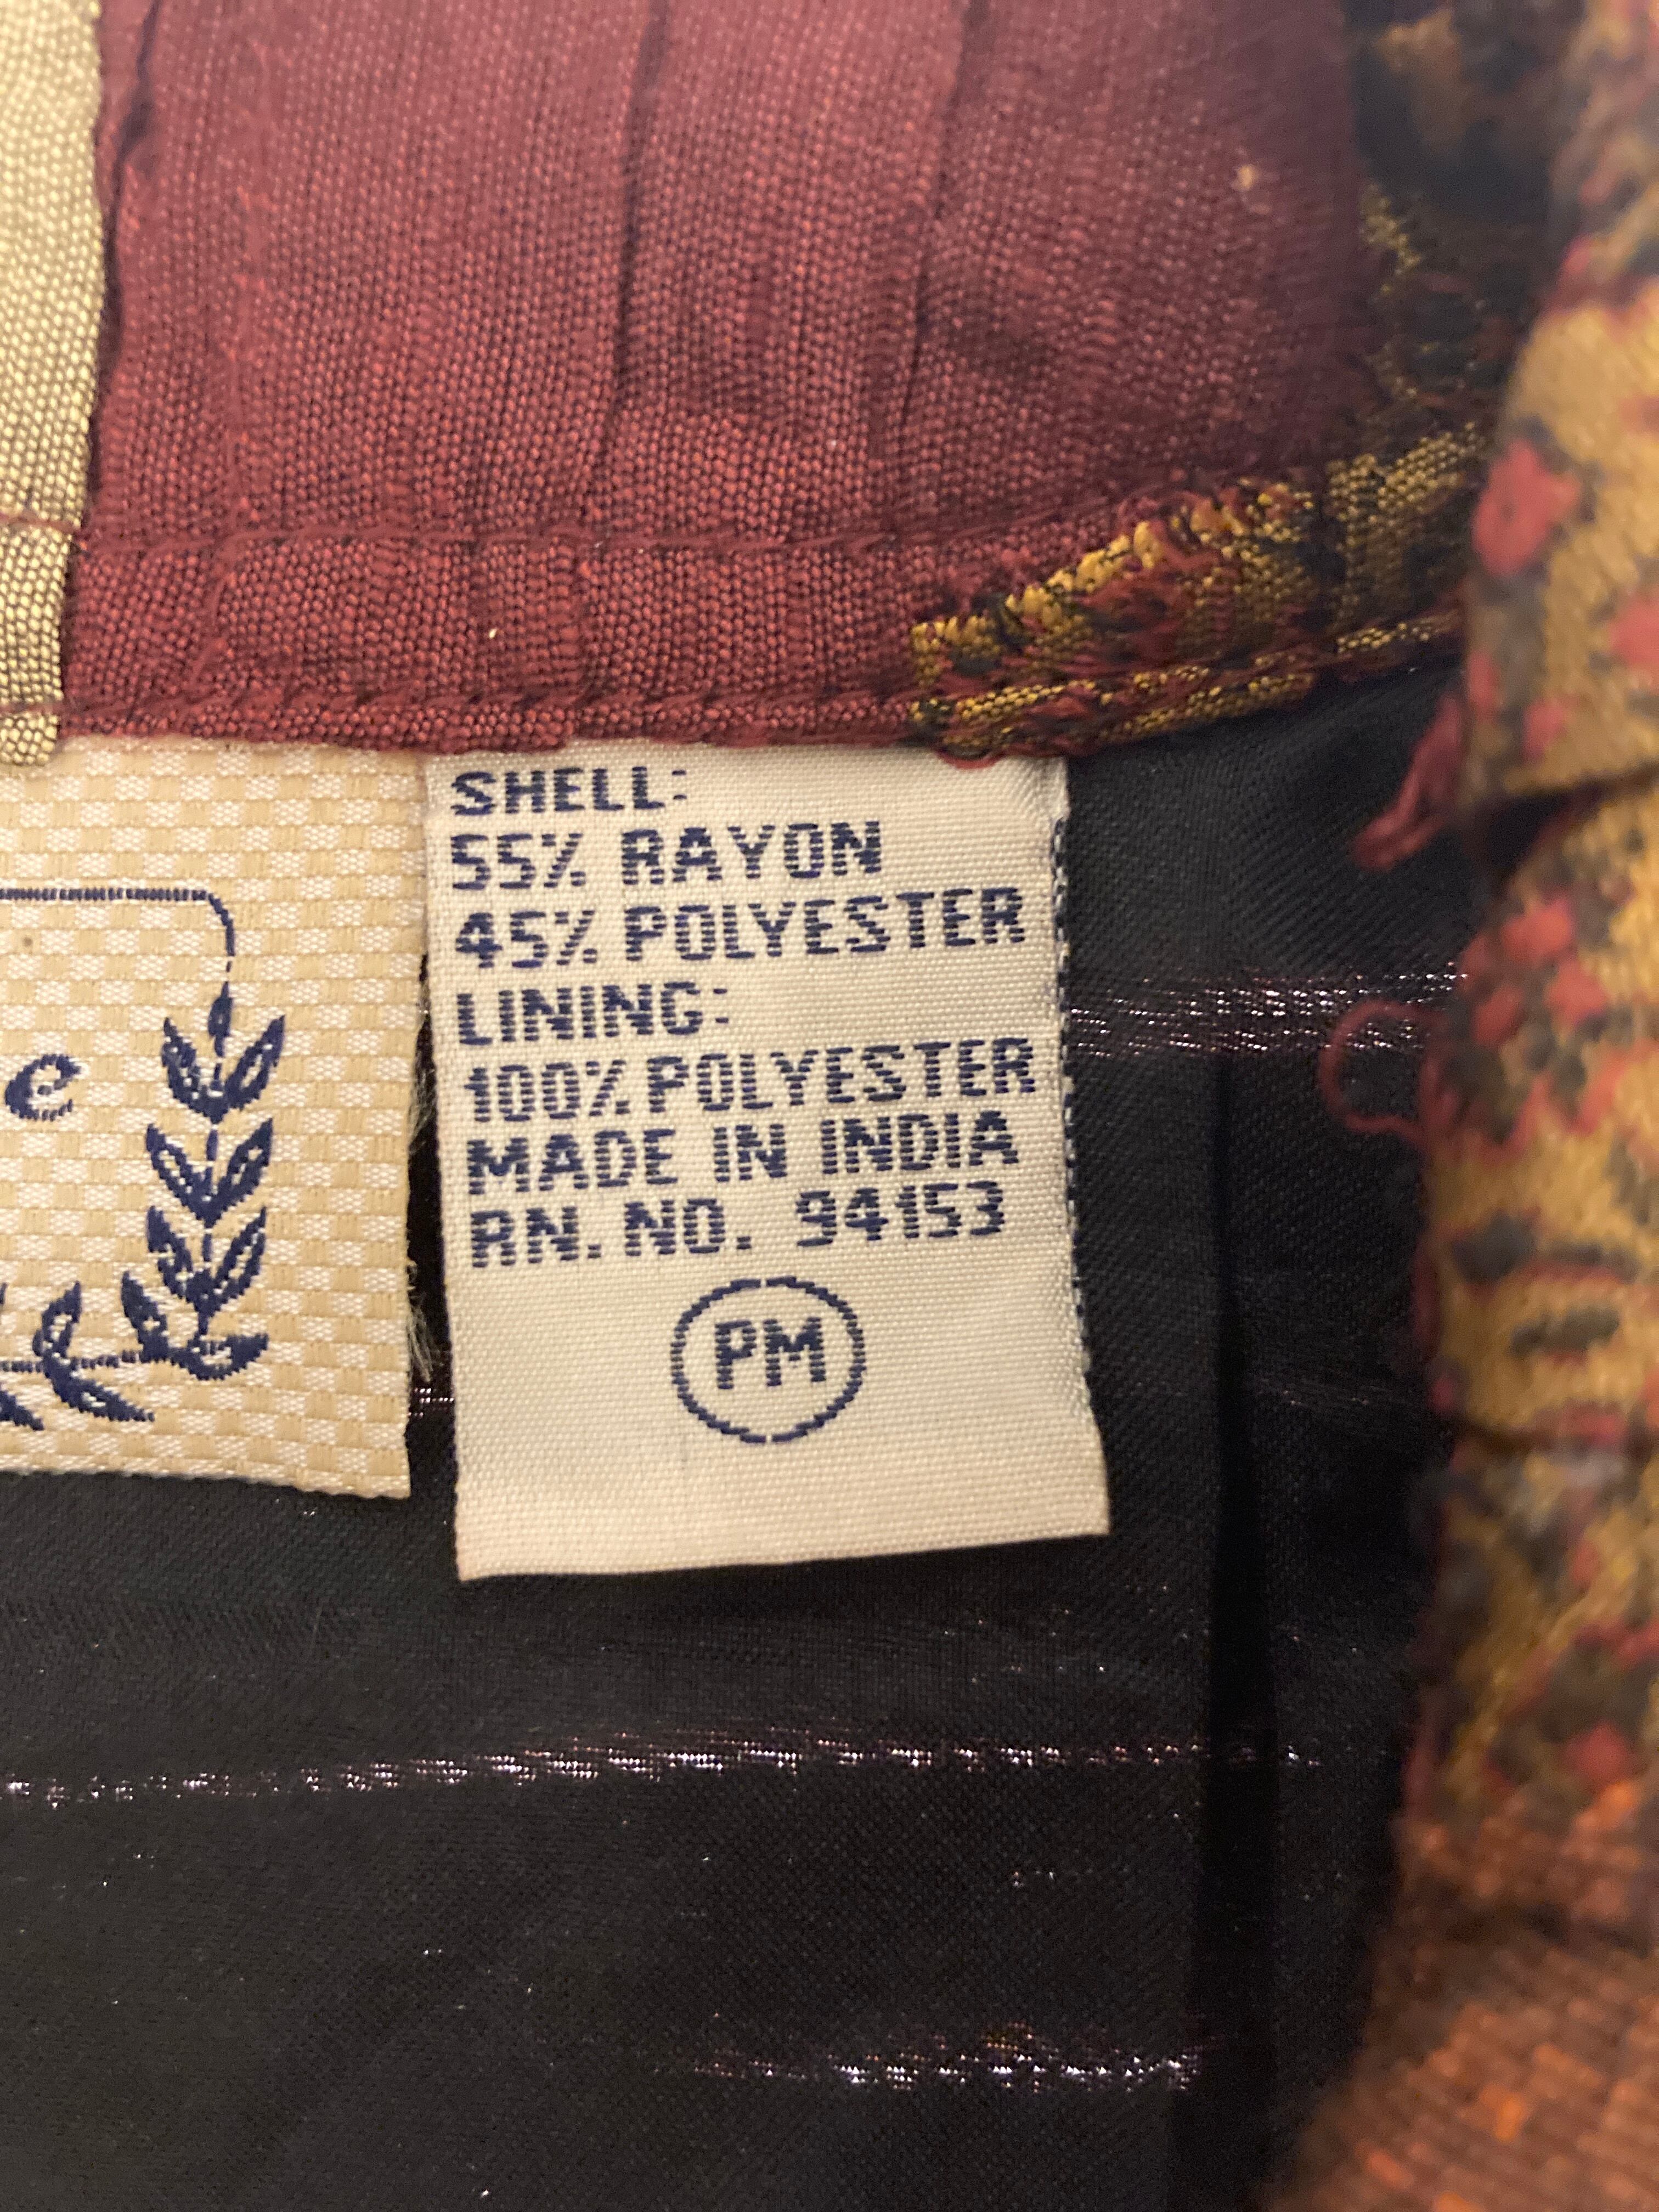 e
SHELL:
55% RAYON
45% POLYESTER
LINING:
100% POLYESTER
MADE IN INDIA
RN. NO. 94153
PM